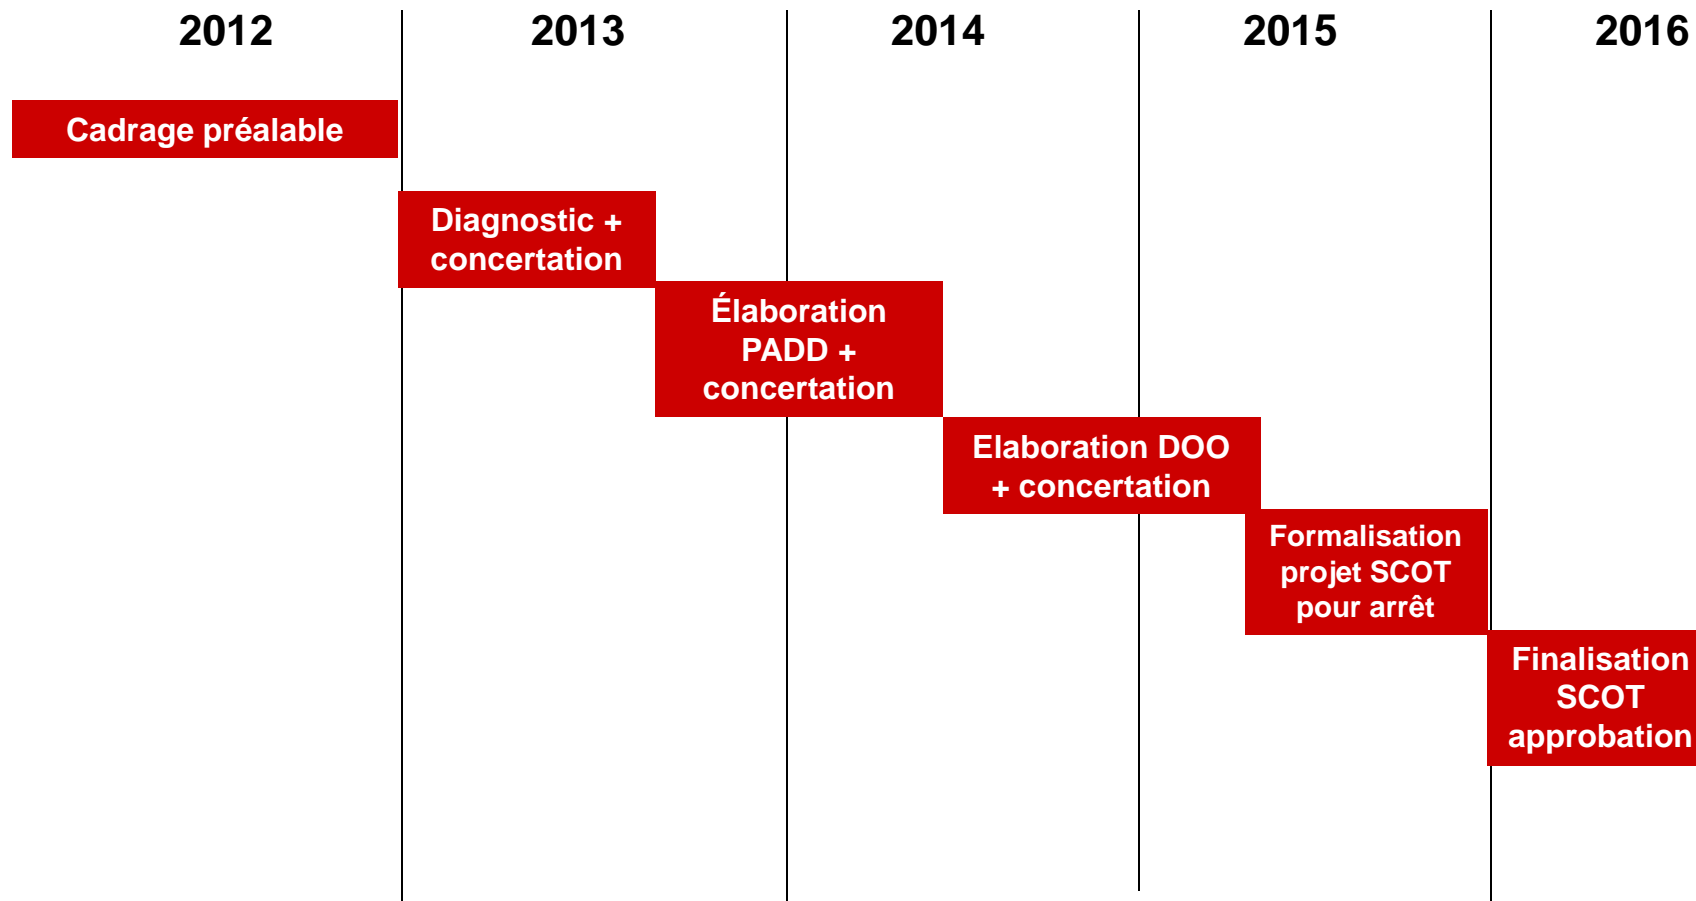 2012 2013 2014 2015 2016
Cadrage préalable
Diagnostic +
concertation
Élaboration
PADD +
concertation
Elaboration DOO
+ concertation
Formalisation
projet SCOT
pour arrêt
Finalisation
SCOT
approbation